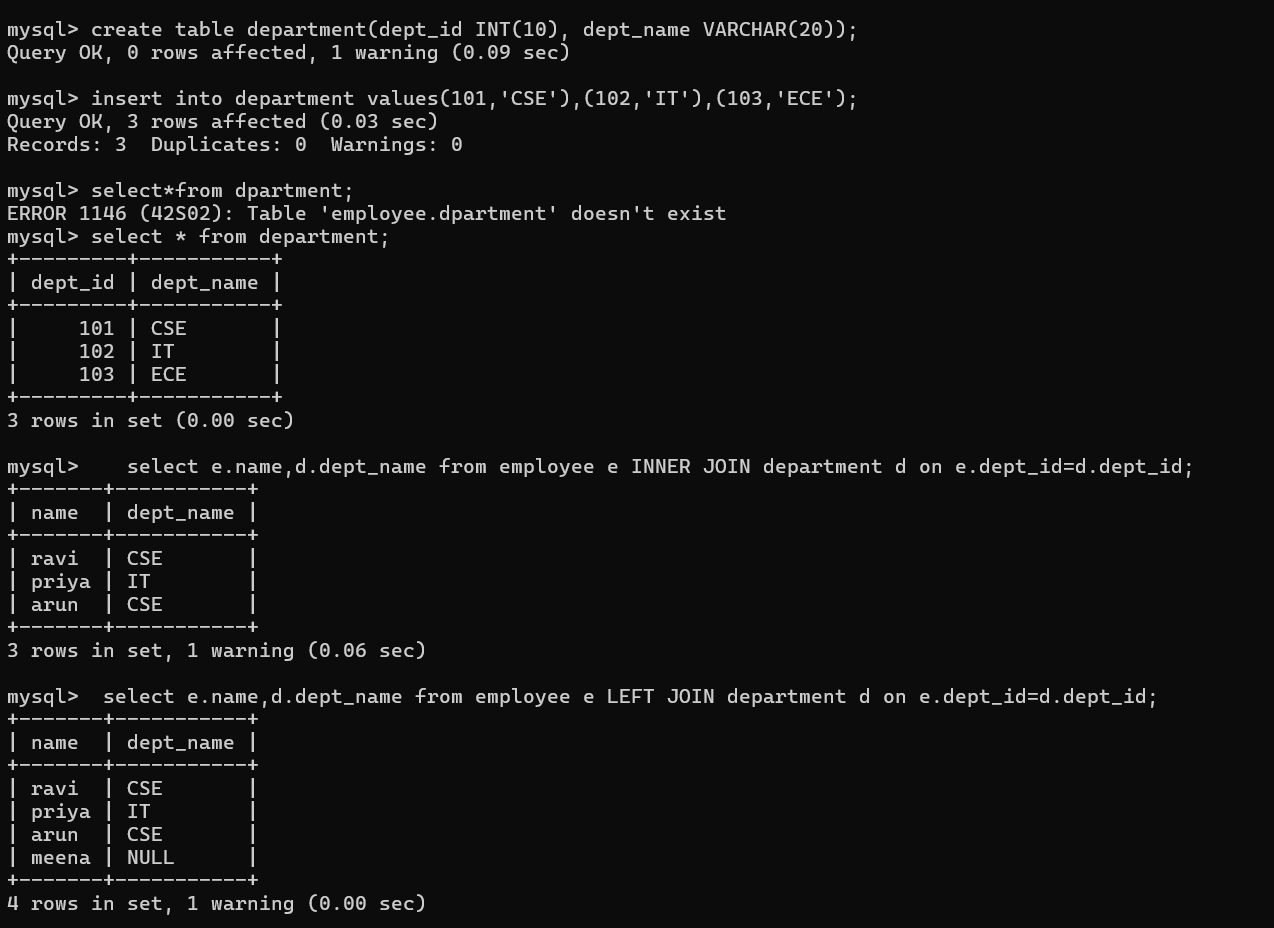 mysql> create table department(dept_id INT(10), dept_name VARCHAR(20));
Query OK, 0 rows affected, 1 warning (0.09 sec)

mysql> insert into department values(101,'CSE'),(102,'IT'),(103,'ECE');
Query OK, 3 rows affected (0.03 sec)
Records: 3  Duplicates: 0  Warnings: 0

mysql> select*from dpartment;
ERROR 1146 (42S02): Table 'employee.dpartment' doesn't exist
mysql> select * from department;
+---------+-----------+
| dept_id | dept_name |
+---------+-----------+
|     101 | CSE       |
|     102 | IT        |
|     103 | ECE       |
+---------+-----------+
3 rows in set (0.00 sec)

mysql>    select e.name,d.dept_name from employee e INNER JOIN department d on e.dept_id=d.dept_id;
+-------+-----------+
| name  | dept_name |
+-------+-----------+
| ravi  | CSE       |
| priya | IT        |
| arun  | CSE       |
+-------+-----------+
3 rows in set, 1 warning (0.06 sec)

mysql>  select e.name,d.dept_name from employee e LEFT JOIN department d on e.dept_id=d.dept_id;
+-------+-----------+
| name  | dept_name |
+-------+-----------+
| ravi  | CSE       |
| priya | IT        |
| arun  | CSE       |
| meena | NULL      |
+-------+-----------+
4 rows in set, 1 warning (0.00 sec)